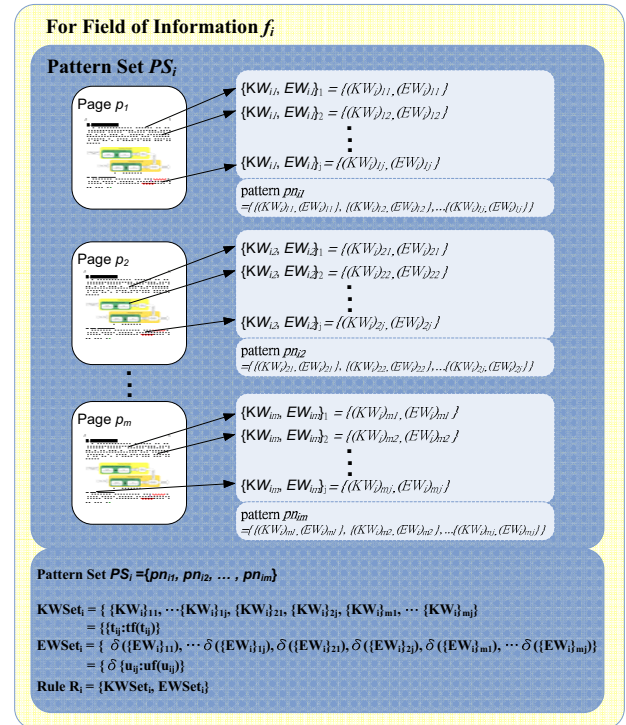 For Field of Information fi
Pattern Set PSi
Page p1
{KWi1, EWi1}1 = {(KWi)11,(EWi)11}
{KWi1, EWi1}2 = {(KWi)12,(EWi)12}
{KWi1, EWi1}j = {(KWi)1j,(EWi)1j}
pattern pni1
={{(KWi)11,(EWi)11}, {(KWi)12,(EWi)12},...{(KWi)1j,(EWi)1j}}
Page p2
{KWi2, EWi2}1 = {(KWi)21,(EWi)21}
{KWi2, EWi2}2 = {(KWi)22,(EWi)22}
{KWi2, EWi2}j = {(KWi)2j,(EWi)2j}
pattern pni2
={{(KWi)21,(EWi)21}, {(KWi)22,(EWi)22},...{(KWi)2j,(EWi)2j}}
Page pm
{KWim, EWim}1 = {(KWi)m1,(EWi)m1}
{KWim, EWim}2 = {(KWi)m2,(EWi)m2}
{KWim, EWim}j = {(KWi)mj,(EWi)mj}
pattern pnim
={{(KWi)m1,(EWi)m1}, {(KWi)m2,(EWi)m2},...{(KWi)mj,(EWi)mj}}
Pattern Set PSi ={pni1, pni2, ... , pnim}
KWSeti = { {KWi}11, ···{KWi}1j, {KWi}21, {KWi}2j, {KWi}m1, ··· {KWi}mj}
= {{tij:tf(tij)}
EWSeti = { δ({EWi}11), ··· δ({EWi}1j), δ({EWi}21), δ({EWi}2j), δ({EWi}m1), ··· δ({EWi}mj)}
= { δ{uij:uf(uij)}
Rule Ri = {KWSeti, EWSeti}